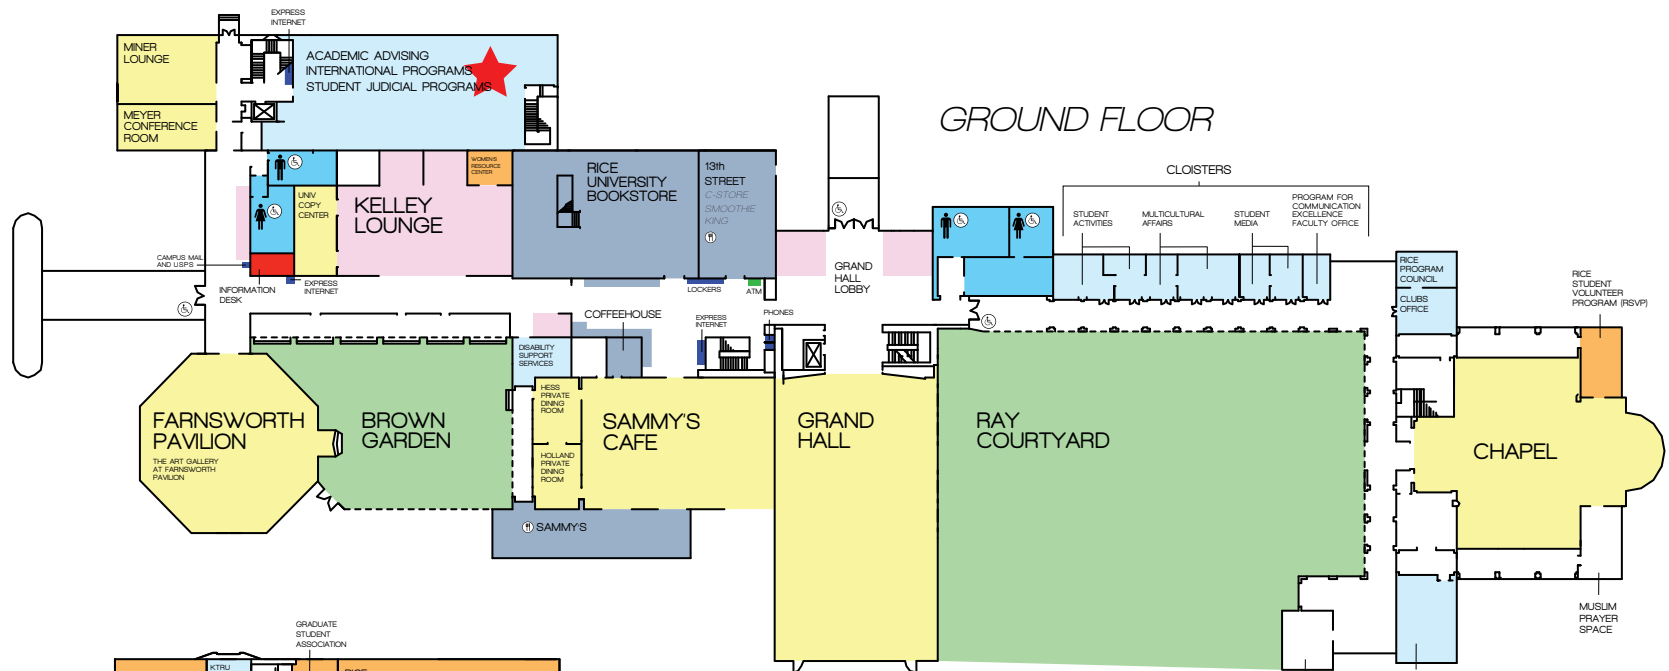 EXPRESS
INTERNET
MINER
LOUNGE
ACADEMIC ADVISING
INTERNATIONAL PROGRAMS
STUDENT JUDICIAL PROGRAMS
MEYER
CONFERENCE
ROOM
GROUND FLOOR
CLOISTERS
WOMEN'S
RESOURCE
CENTER
RICE
UNIVERSITY
BOOKSTORE
13th
STREET
C-STORE
SMOOTHIE
KING
UNIV
COPY
CENTER
KELLEY
LOUNGE
STUDENT
ACTIVITIES
MULTICULTURAL
AFFAIRS
STUDENT
MEDIA
PROGRAM FOR
COMMUNICATION
EXCELLENCE
FACULTY OFFICE
CAMPUS MAIL
AND USPS
INFORMATION
DESK
EXPRESS
INTERNET
LOCKERS
ATM
GRAND
HALL
LOBBY
RICE
PROGRAM
COUNCIL
CLUBS
OFFICE
RICE
STUDENT
VOLUNTEER
PROGRAM (RSVP)
COFFEEHOUSE
EXPRESS
INTERNET
PHONES
DISABILITY
SUPPORT
SERVICES
HESS
PRIVATE
DINING
ROOM
FARNSWORTH
PAVILION
THE ART GALLERY
AT FARNSWORTH
PAVILION
BROWN
GARDEN
SAMMY'S
CAFE
HOLLAND
PRIVATE
DINING
ROOM
GRAND
HALL
RAY
COURTYARD
CHAPEL
SAMMY'S
MUSLIM
PRAYER
SPACE
GRADUATE
STUDENT
ASSOCIATION
KTRU
RICE